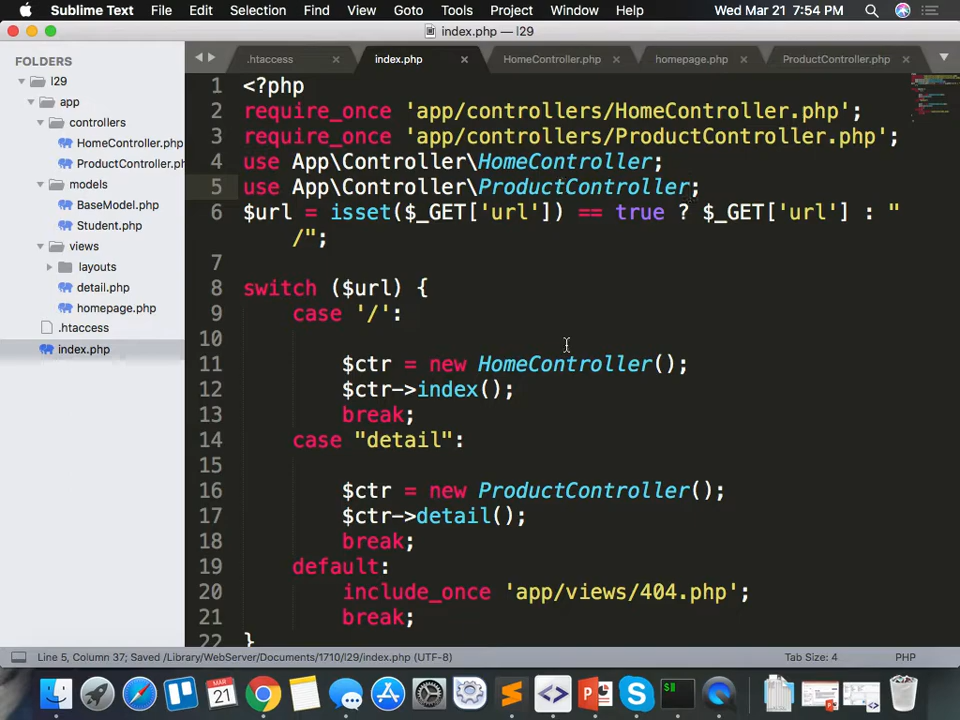 Sublime Text File Edit Selection Find View Goto Tools Project Window Help Wed Mar 21 7:54 PM
index.php — l29
FOLDERS
l29
app
controllers
HomeController.php
ProductController.ph
models
BaseModel.php
Student.php
views
layouts
detail.php
homepage.php
.htaccess
index.php
.htaccess × index.php × HomeController.php × homepage.php × ProductController.php ×
1 <?php
2 require_once 'app/controllers/HomeController.php';
3 require_once 'app/controllers/ProductController.php';
4 use App\Controller\HomeController;
5 use App\Controller\ProductController;
6 $url = isset($_GET['url']) == true ? $_GET['url'] : "
/";
7
8 switch ($url) {
9 case '/':
10
11 $ctr = new HomeController();
12 $ctr->index();
13 break;
14 case "detail":
15
16 $ctr = new ProductController();
17 $ctr->detail();
18 break;
19 default:
20 include_once 'app/views/404.php';
21 break;
22 }
Line 5, Column 37; Saved /Library/WebServer/Documents/1710/l29/index.php (UTF-8) Tab Size: 4 PHP
MAR
21